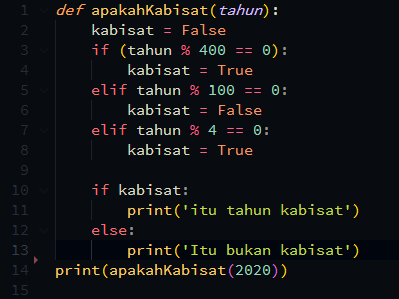 1 def apakahKabisat(tahun):
2     kabisat = False
3     if (tahun % 400 == 0):
4         kabisat = True
5     elif tahun % 100 == 0:
6         kabisat = False
7     elif tahun % 4 == 0:
8         kabisat = True
9
10     if kabisat:
11         print('itu tahun kabisat')
12     else:
13         print('Itu bukan kabisat')
14 print(apakahKabisat(2020))
15